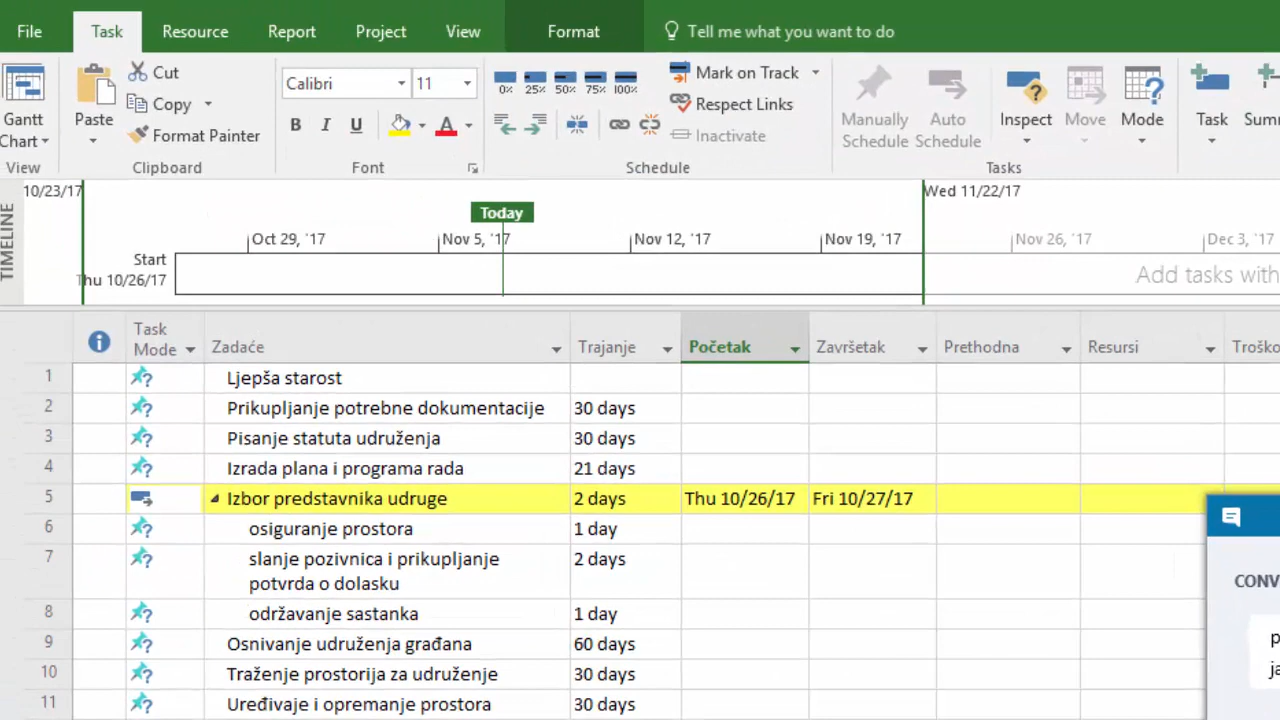 File Task Resource Report Project View Format Tell me what you want to do
Cut
Copy
Format Painter
Paste
Gantt
Chart
View
Clipboard
Calibri 11
B I U A
Font
0% 25% 50% 75% 100%
Mark on Track
Respect Links
Inactivate
Schedule
Manually
Schedule
Auto
Schedule
Inspect
Move
Mode
Tasks
Task
TIMELINE
10/23/17
Wed 11/22/17
Today
Oct 29, '17 Nov 5, '17 Nov 12, '17 Nov 19, '17 Nov 26, '17 Dec 3, '17
Start
Thu 10/26/17
Add tasks with
Task
Mode Zadaće Trajanje Početak Završetak Prethodna Resursi
1 Ljepša starost
2 Prikupljanje potrebne dokumentacije 30 days
3 Pisanje statuta udruženja 30 days
4 Izrada plana i programa rada 21 days
5 Izbor predstavnika udruge 2 days Thu 10/26/17 Fri 10/27/17
6 osiguranje prostora 1 day
7 slanje pozivnica i prikupljanje 2 days
potvrda o dolasku
8 održavanje sastanka 1 day
9 Osnivanje udruženja građana 60 days
10 Traženje prostorija za udruženje 30 days
11 Uređivaje i opremanje prostora 30 days